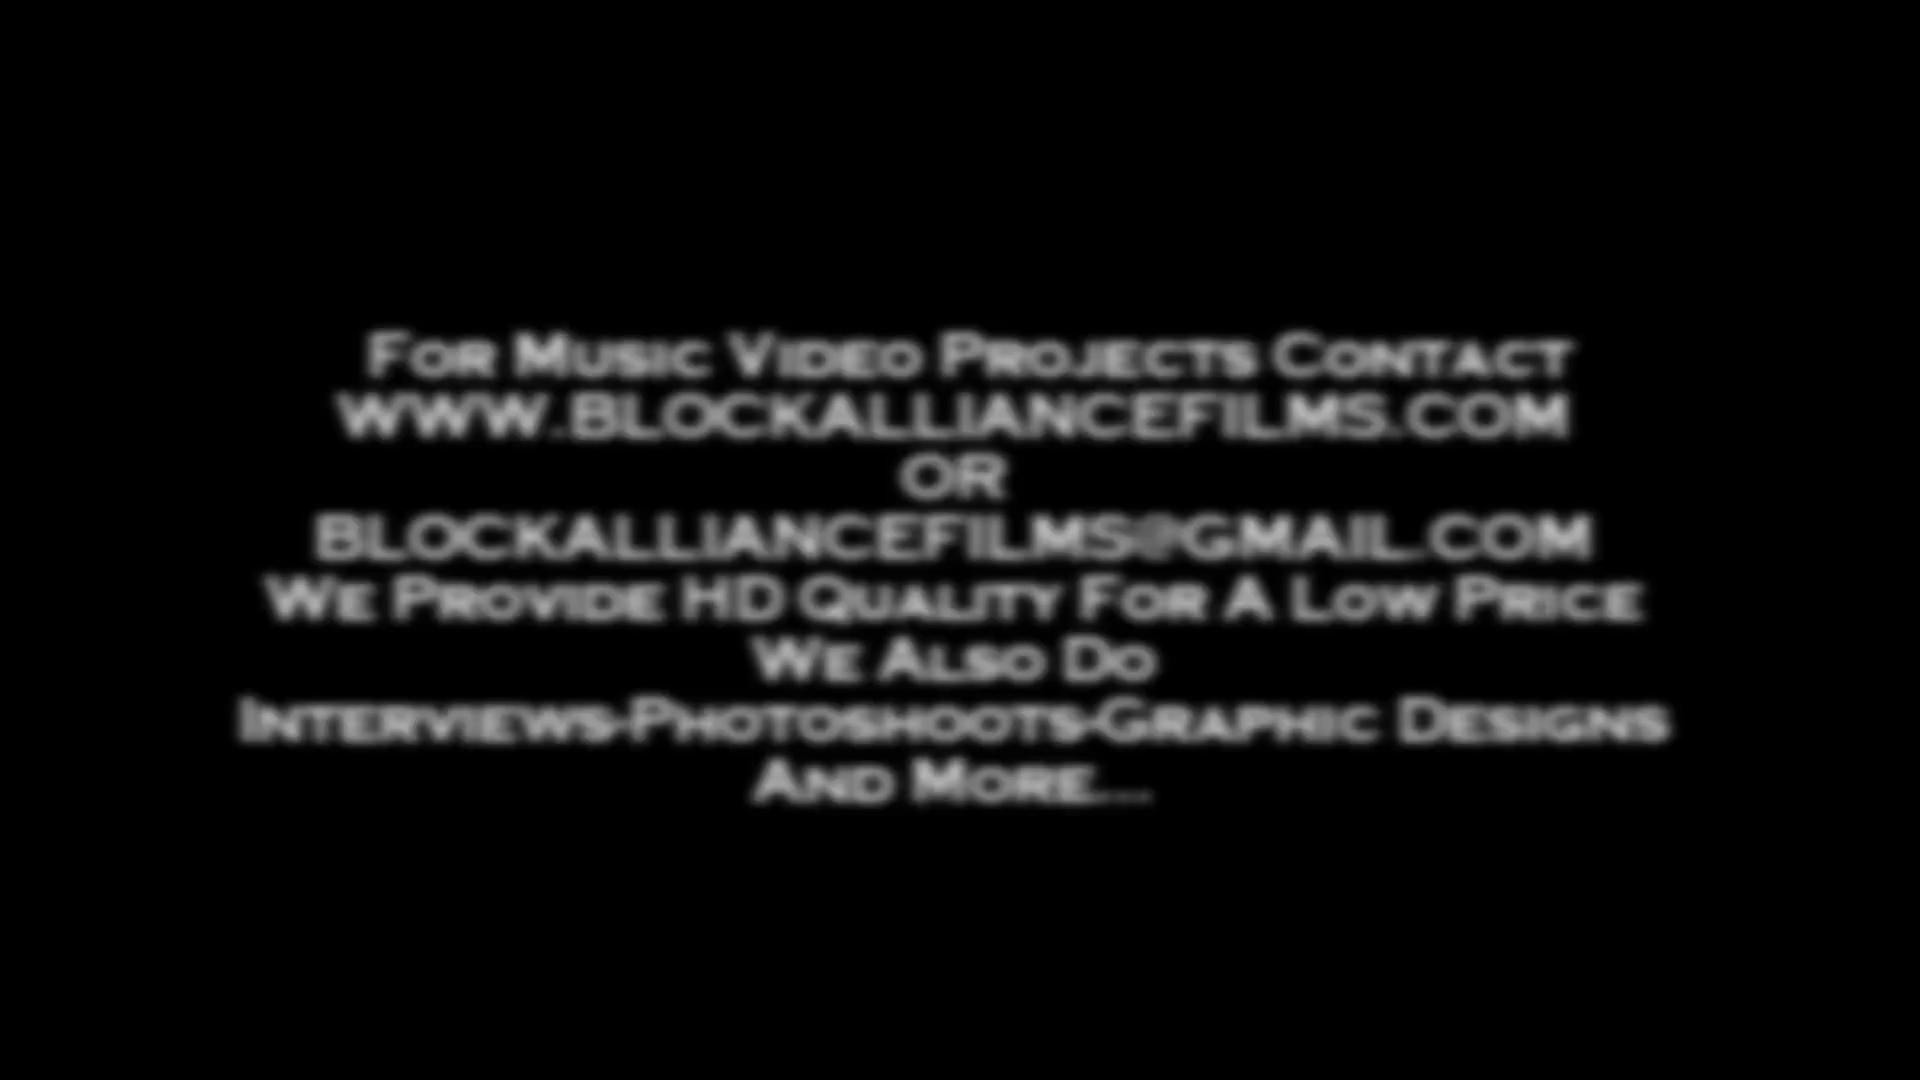 For Music Video Projects Contact
WWW.BLOCKALLIANCEFILMS.COM
OR
BLOCKALLIANCEFILMS@GMAIL.COM
We Provide HD Quality For A Low Price
We Also Do
Interviews-Photoshoots-Graphic Designs
And More....